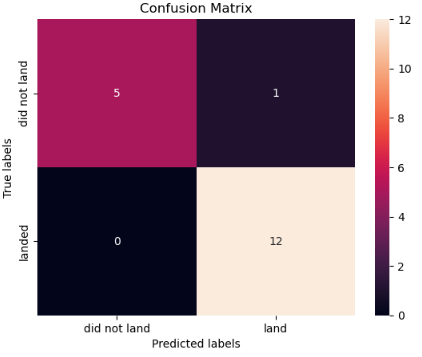 Confusion Matrix
True labels
did not land
landed
5
1
0
12
did not land
land
Predicted labels
12
10
8
6
4
2
0